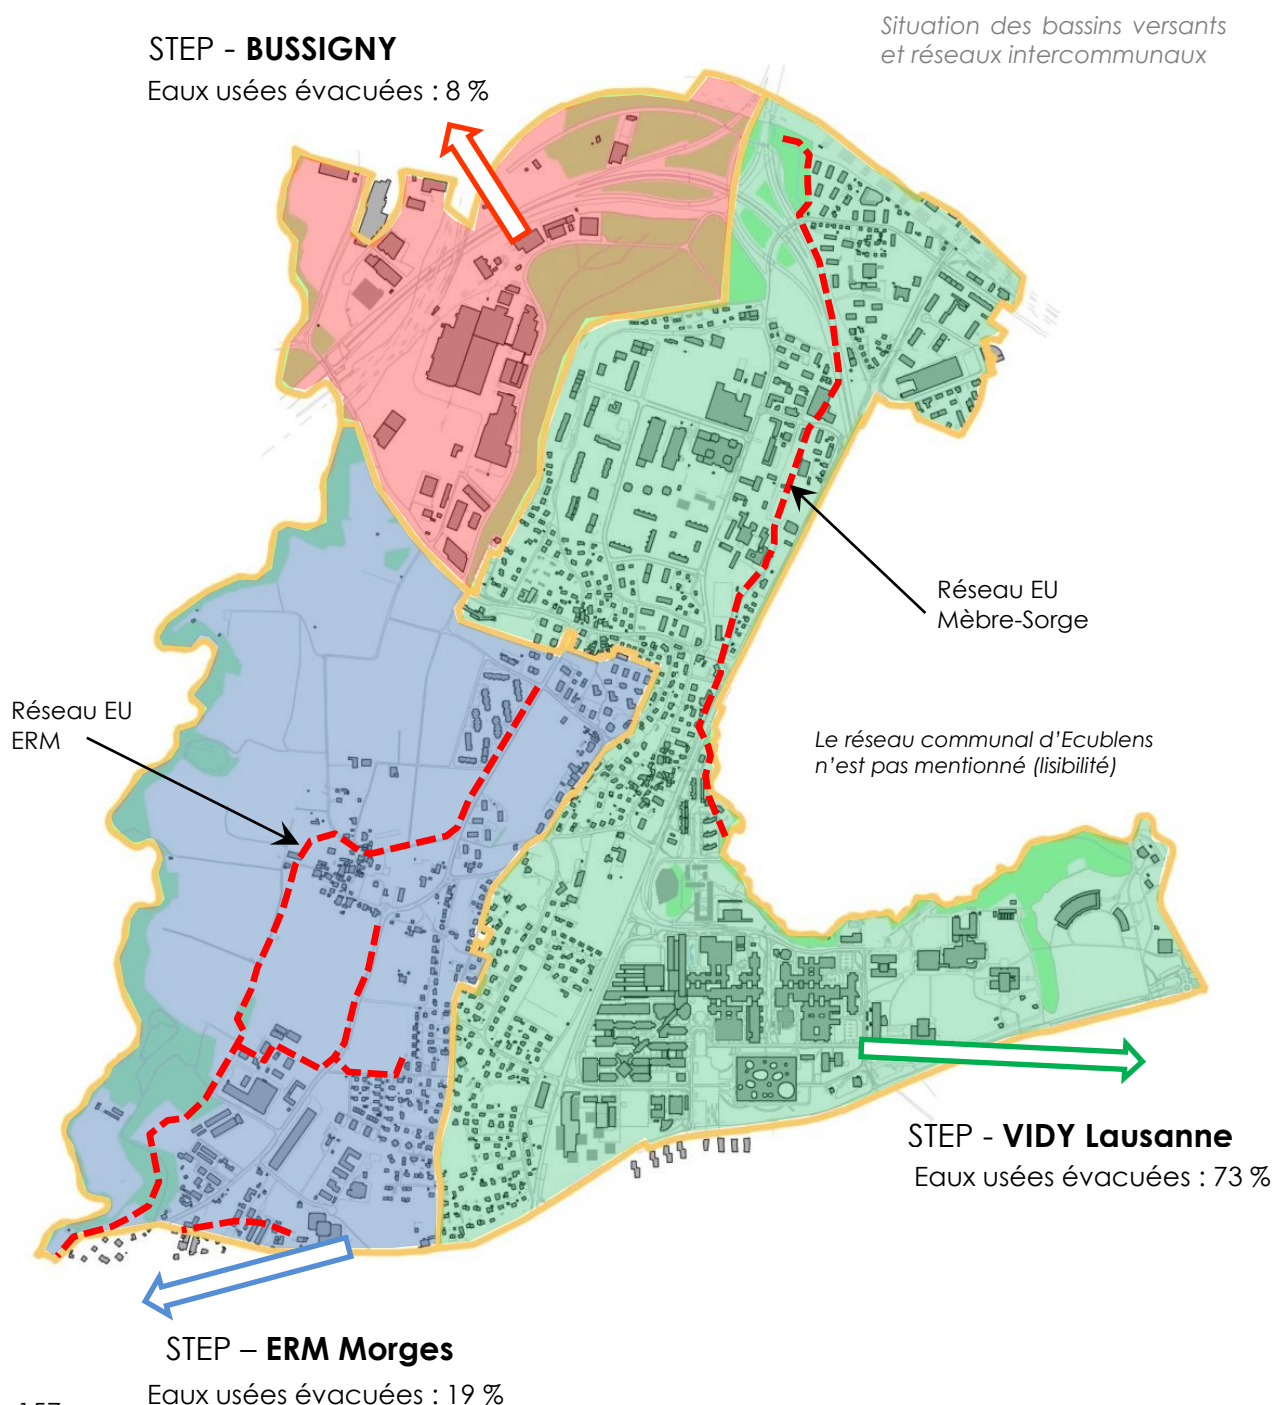 Situation des bassins versants
et réseaux intercommunaux
STEP - BUSSIGNY
Eaux usées évacuées : 8 %
Réseau EU
Mèbre-Sorge
Réseau EU
ERM
Le réseau communal d'Ecublens
n'est pas mentionné (lisibilité)
STEP - VIDY Lausanne
Eaux usées évacuées : 73 %
STEP – ERM Morges
Eaux usées évacuées : 19 %